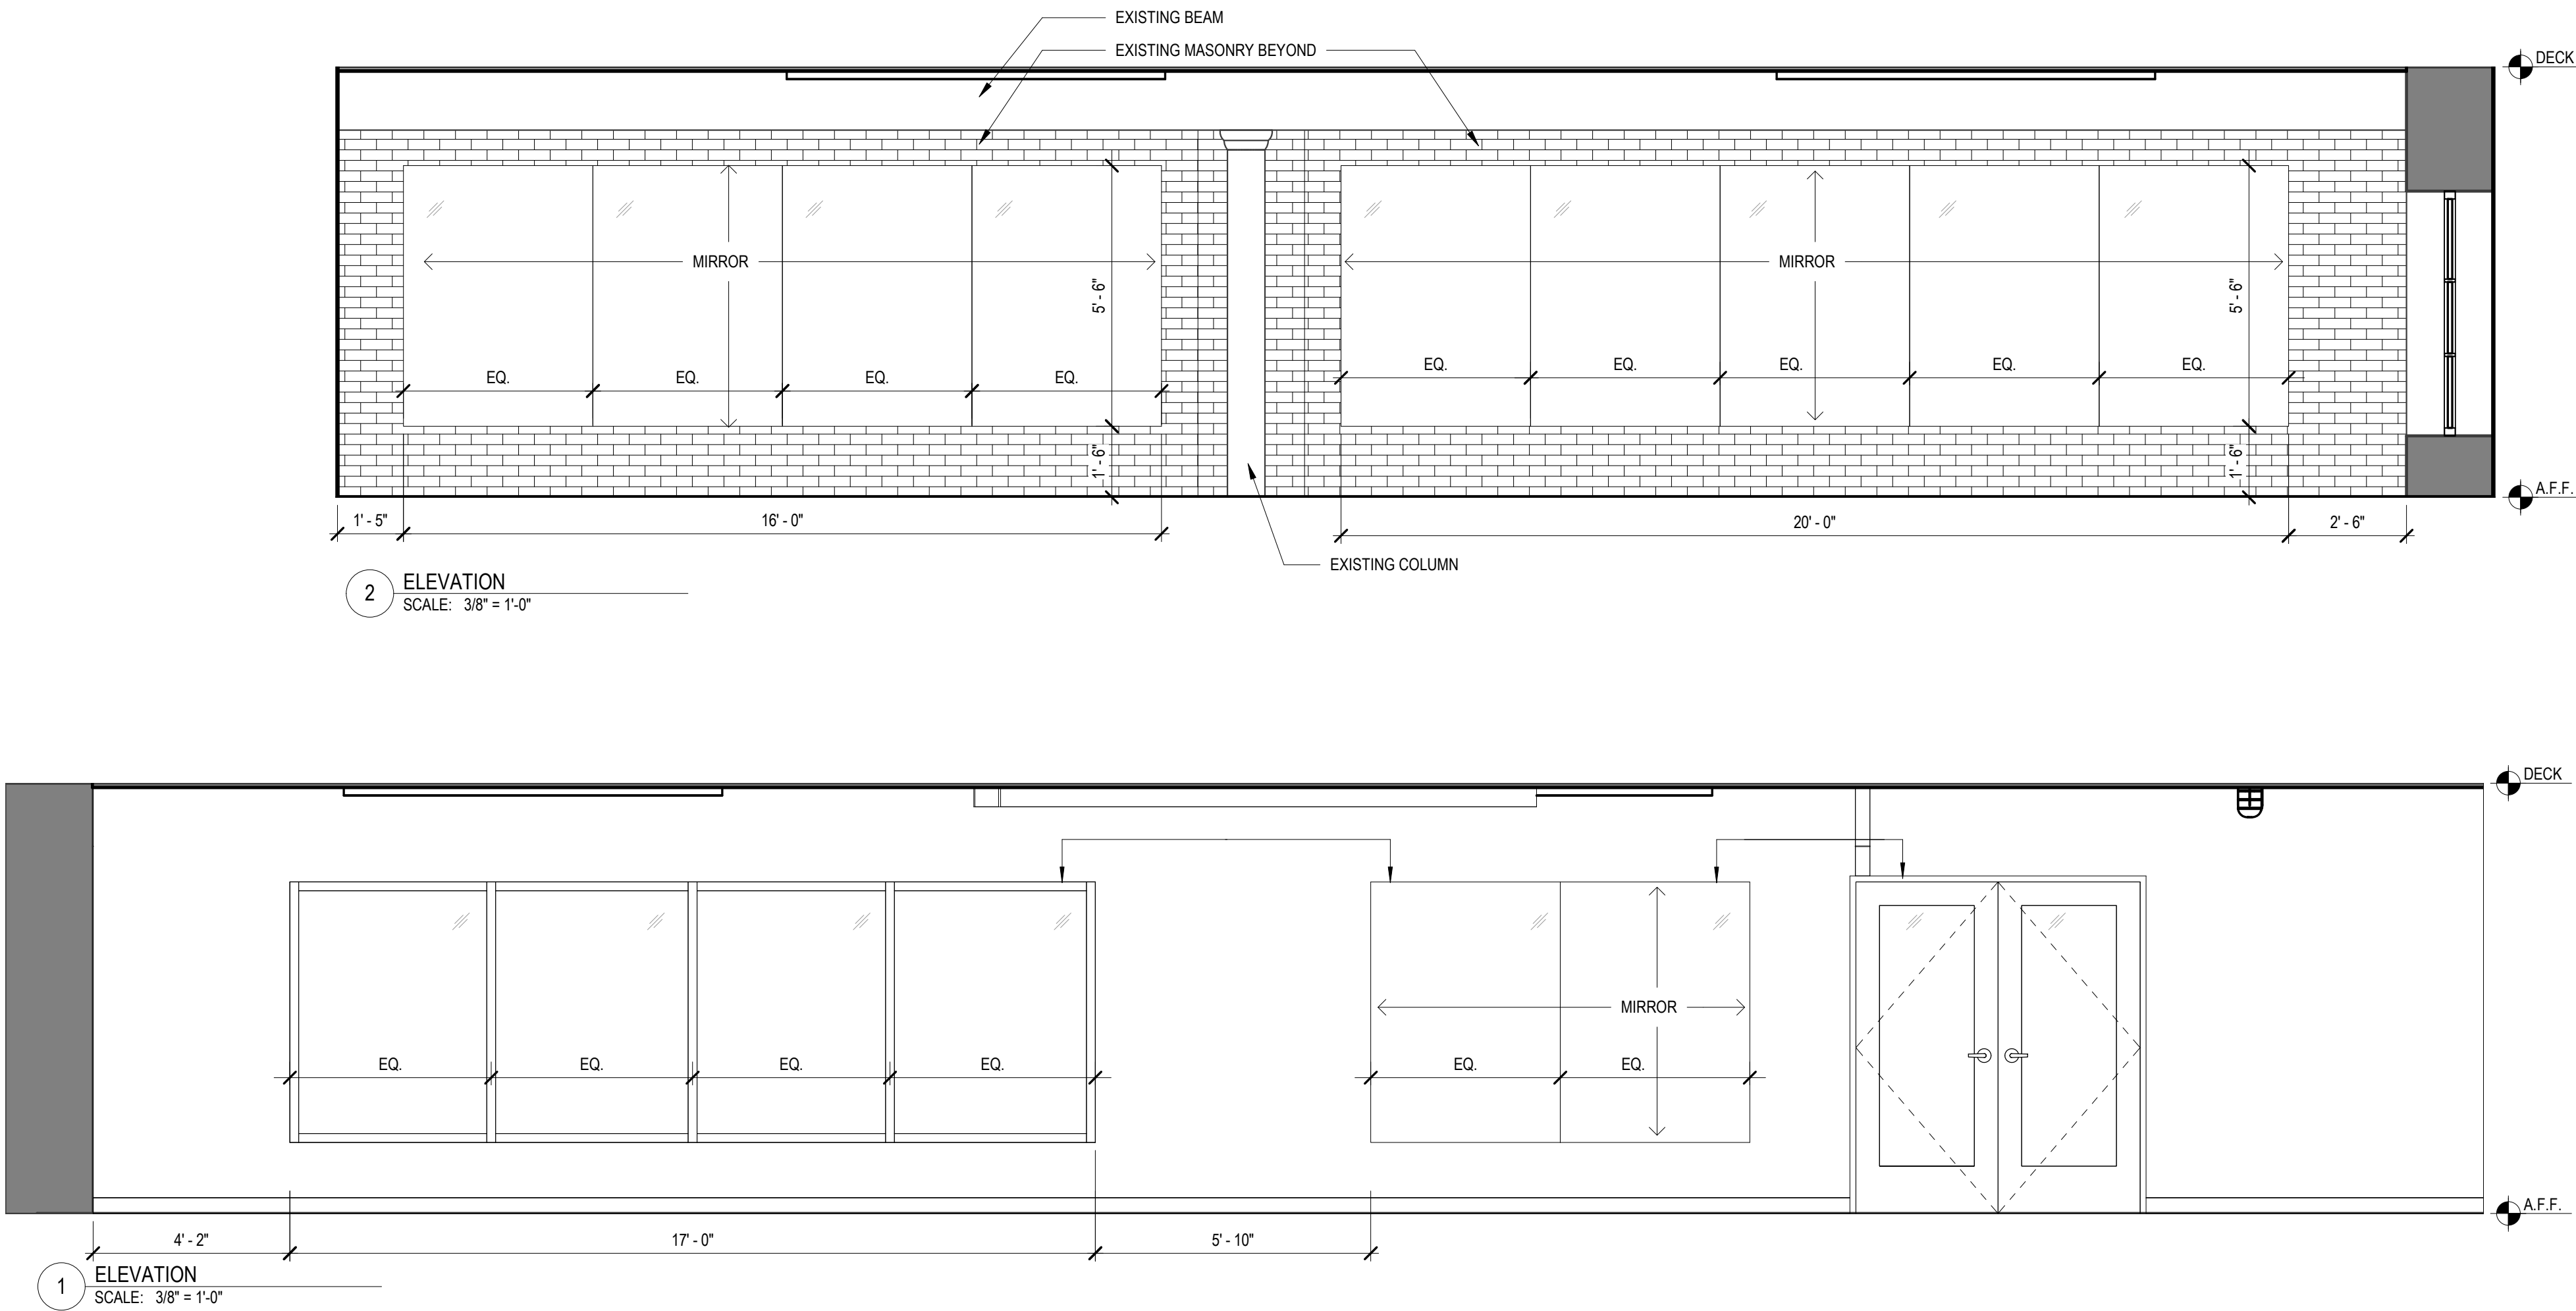 EXISTING BEAM
EXISTING MASONRY BEYOND
DECK
MIRROR
MIRROR
5' - 6"
5' - 6"
EQ.
EQ.
EQ.
EQ.
EQ.
EQ.
EQ.
EQ.
EQ.
1' - 6"
1' - 6"
A.F.F.
1' - 5"
16' - 0"
20' - 0"
2' - 6"
EXISTING COLUMN
2
ELEVATION
SCALE: 3/8" = 1'-0"
DECK
MIRROR
EQ.
EQ.
EQ.
EQ.
EQ.
EQ.
A.F.F.
4' - 2"
17' - 0"
5' - 10"
1
ELEVATION
SCALE: 3/8" = 1'-0"